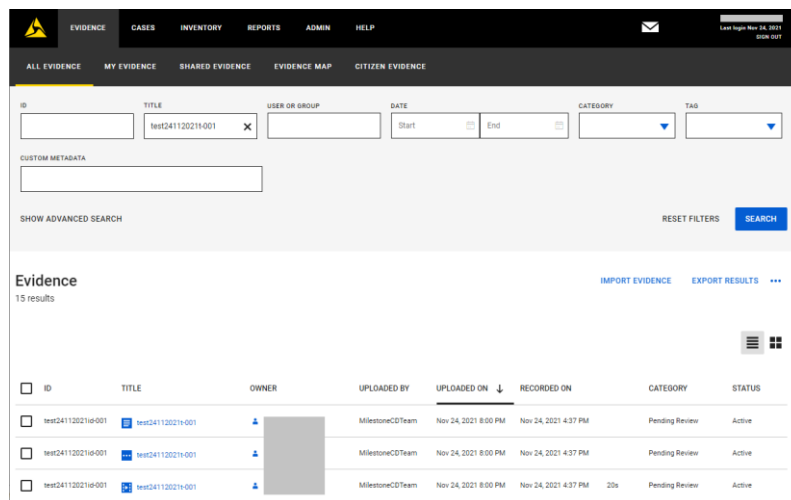 EVIDENCE CASES INVENTORY REPORTS ADMIN HELP
Last login Nov 24, 2021
SIGN OUT
ALL EVIDENCE MY EVIDENCE SHARED EVIDENCE EVIDENCE MAP CITIZEN EVIDENCE
ID TITLE USER OR GROUP DATE CATEGORY TAG
test24112021t-001 Start End
CUSTOM METADATA
SHOW ADVANCED SEARCH RESET FILTERS SEARCH
Evidence IMPORT EVIDENCE EXPORT RESULTS
15 results
ID TITLE OWNER UPLOADED BY UPLOADED ON RECORDED ON CATEGORY STATUS
test24112021id-001 test24112021t-001 MilestoneCDTeam Nov 24, 2021 8:00 PM Nov 24, 2021 4:37 PM Pending Review Active
test24112021id-001 test24112021t-001 MilestoneCDTeam Nov 24, 2021 8:00 PM Nov 24, 2021 4:37 PM Pending Review Active
test24112021id-001 test24112021t-001 MilestoneCDTeam Nov 24, 2021 8:00 PM Nov 24, 2021 4:37 PM 20s Pending Review Active